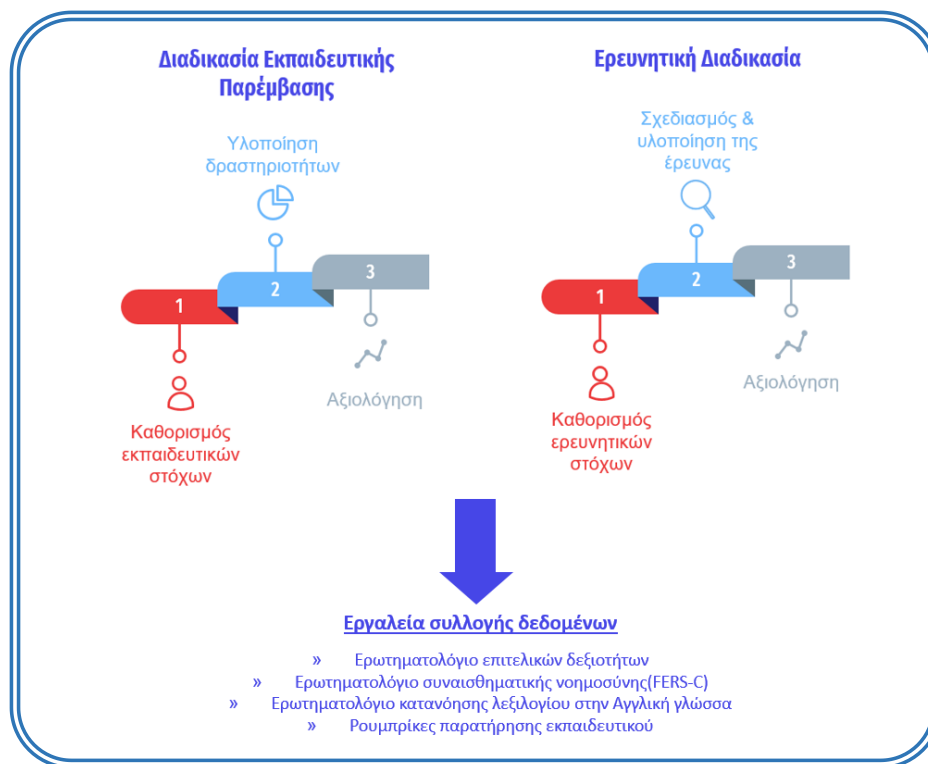 Διαδικασία Εκπαιδευτικής
Παρέμβασης
Υλοποίηση
δραστηριοτήτων
1
2
3
Αξιολόγηση
Καθορισμός
εκπαιδευτικών
στόχων
Ερευνητική Διαδικασία
Σχεδιασμός &
υλοποίηση της
έρευνας
1
2
3
Αξιολόγηση
Καθορισμός
ερευνητικών
στόχων
Εργαλεία συλλογής δεδομένων
» Ερωτηματολόγιο επιτελικών δεξιοτήτων
» Ερωτηματολόγιο συναισθηματικής νοημοσύνης(FERS-C)
» Ερωτηματολόγιο κατανόησης λεξιλογίου στην Αγγλική γλώσσα
» Ρουμπρίκες παρατήρησης εκπαιδευτικού